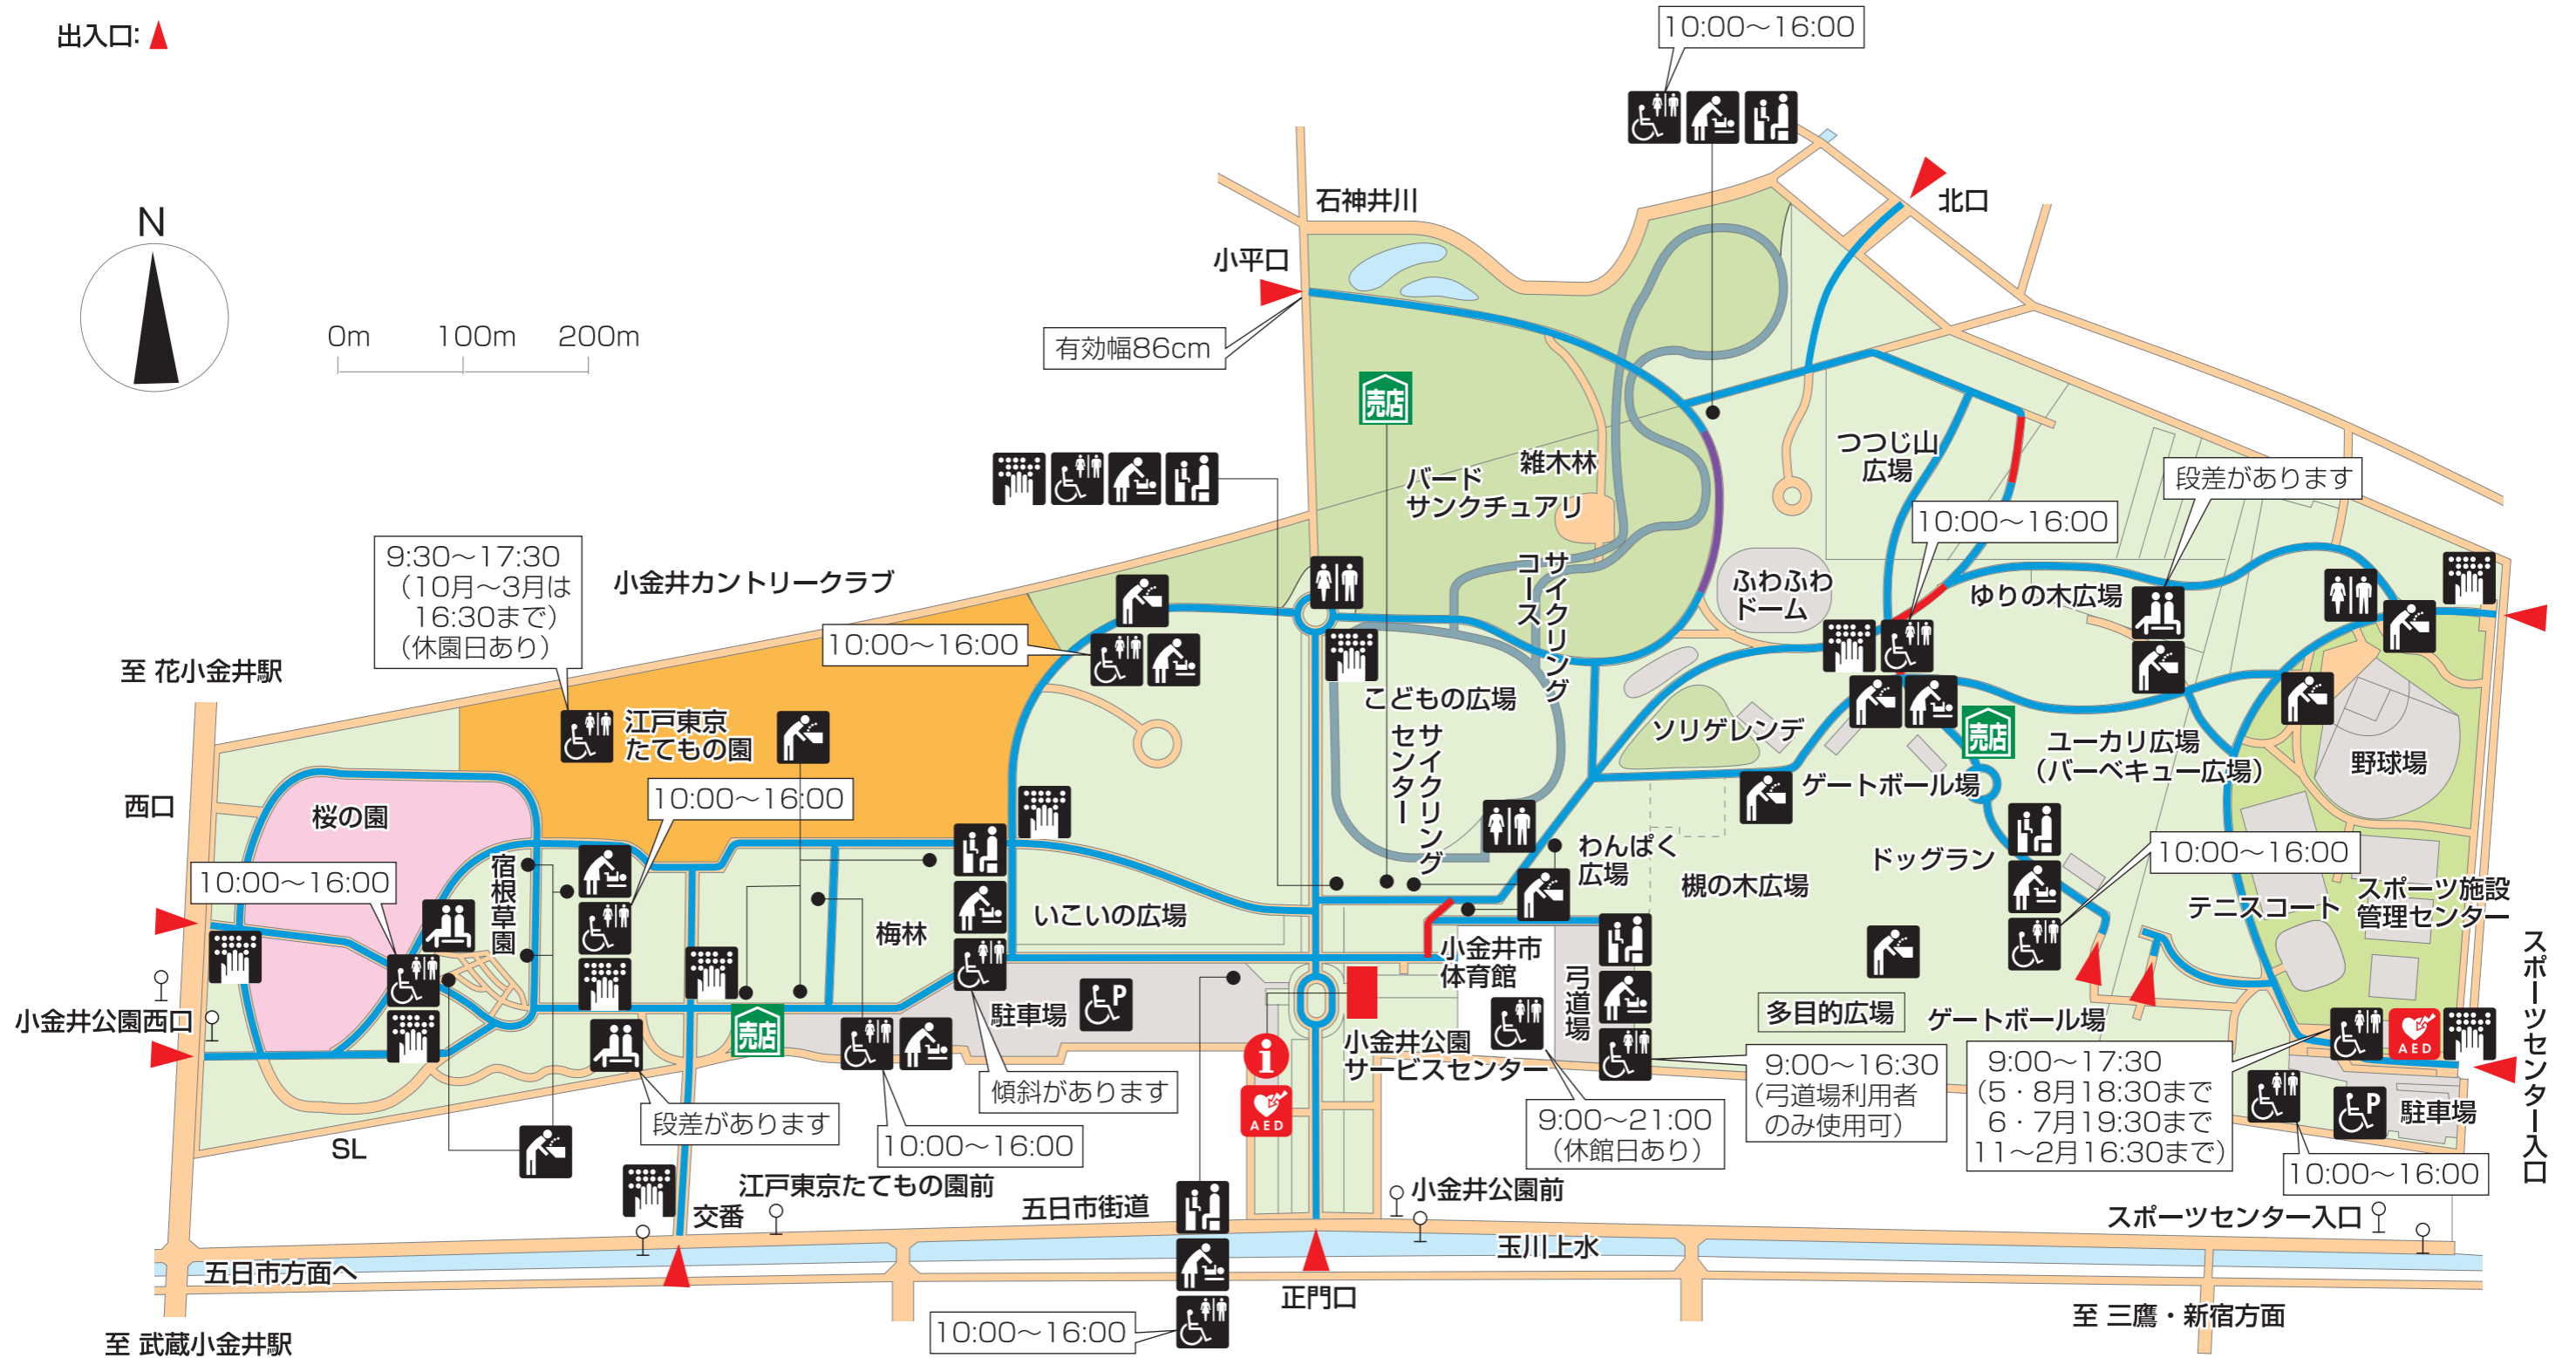 出入口:
10:00〜16:00
石神井川
北口
N
小平口
0m 100m 200m
有効幅86cm
売店
つつじ山
広場
雑木林
バード
サンクチュアリ
段差があります
10:00〜16:00
9:30〜17:30
(10月〜3月は
16:30まで)
(休園日あり)
小金井カントリークラブ
サイクリング
コース
ふわふわ
ドーム
ゆりの木広場
10:00〜16:00
至 花小金井駅
江戸東京
たてもの園
こどもの広場
ソリゲレンデ
売店
ユーカリ広場
(バーベキュー広場)
野球場
サイクリング
センター
ゲートボール場
10:00〜16:00
西口
桜の園
わんぱく
広場
ドッグラン
10:00〜16:00
10:00〜16:00
宿根草園
槻の木広場
テニスコート
スポーツ施設
管理センター
いこいの広場
梅林
小金井市
体育館
弓道場
スポーツセンター入口
小金井公園西口
駐車場
P
多目的広場
ゲートボール場
売店
i
小金井公園
サービスセンター
AED
AED
傾斜があります
段差があります
9:00〜16:30
(弓道場利用者
のみ使用可)
9:00〜17:30
(5・8月18:30まで
6・7月19:30まで
11〜2月16:30まで)
P
駐車場
9:00〜21:00
(休館日あり)
10:00〜16:00
SL
10:00〜16:00
江戸東京たてもの園前
小金井公園前
交番
五日市街道
スポーツセンター入口
玉川上水
五日市方面へ
正門口
至 三鷹・新宿方面
10:00〜16:00
至 武蔵小金井駅